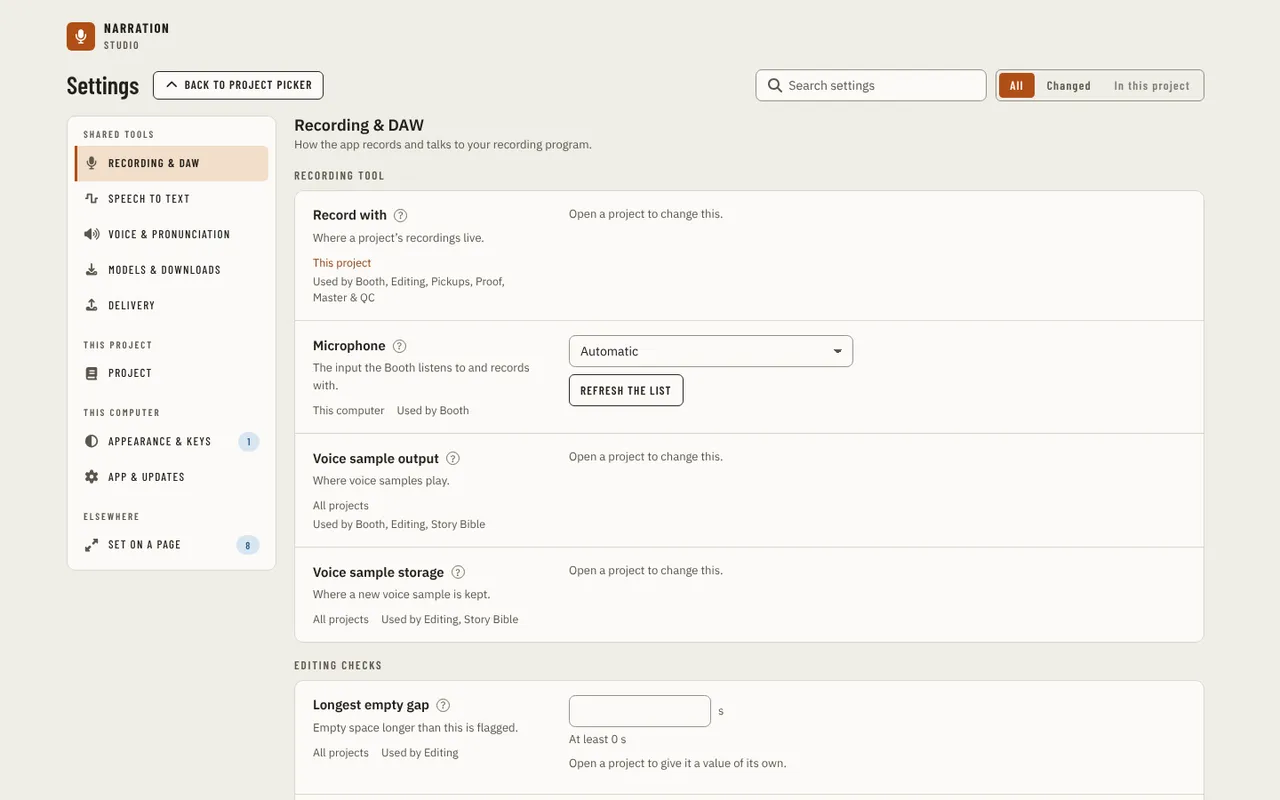 NARRATION
STUDIO
Settings
BACK TO PROJECT PICKER
Search settings
All
Changed
In this project
SHARED TOOLS
RECORDING & DAW
SPEECH TO TEXT
VOICE & PRONUNCIATION
MODELS & DOWNLOADS
DELIVERY
THIS PROJECT
PROJECT
THIS COMPUTER
APPEARANCE & KEYS 1
APP & UPDATES
ELSEWHERE
SET ON A PAGE 8
Recording & DAW
How the app records and talks to your recording program.
RECORDING TOOL
Record with ?
Where a project’s recordings live.
This project
Used by Booth, Editing, Pickups, Proof,
Master & QC
Open a project to change this.
Microphone ?
The input the Booth listens to and records
with.
This computer Used by Booth
Automatic
REFRESH THE LIST
Voice sample output ?
Where voice samples play.
All projects
Used by Booth, Editing, Story Bible
Open a project to change this.
Voice sample storage ?
Where a new voice sample is kept.
All projects Used by Editing, Story Bible
Open a project to change this.
EDITING CHECKS
Longest empty gap ?
Empty space longer than this is flagged.
All projects Used by Editing
s
At least 0 s
Open a project to give it a value of its own.